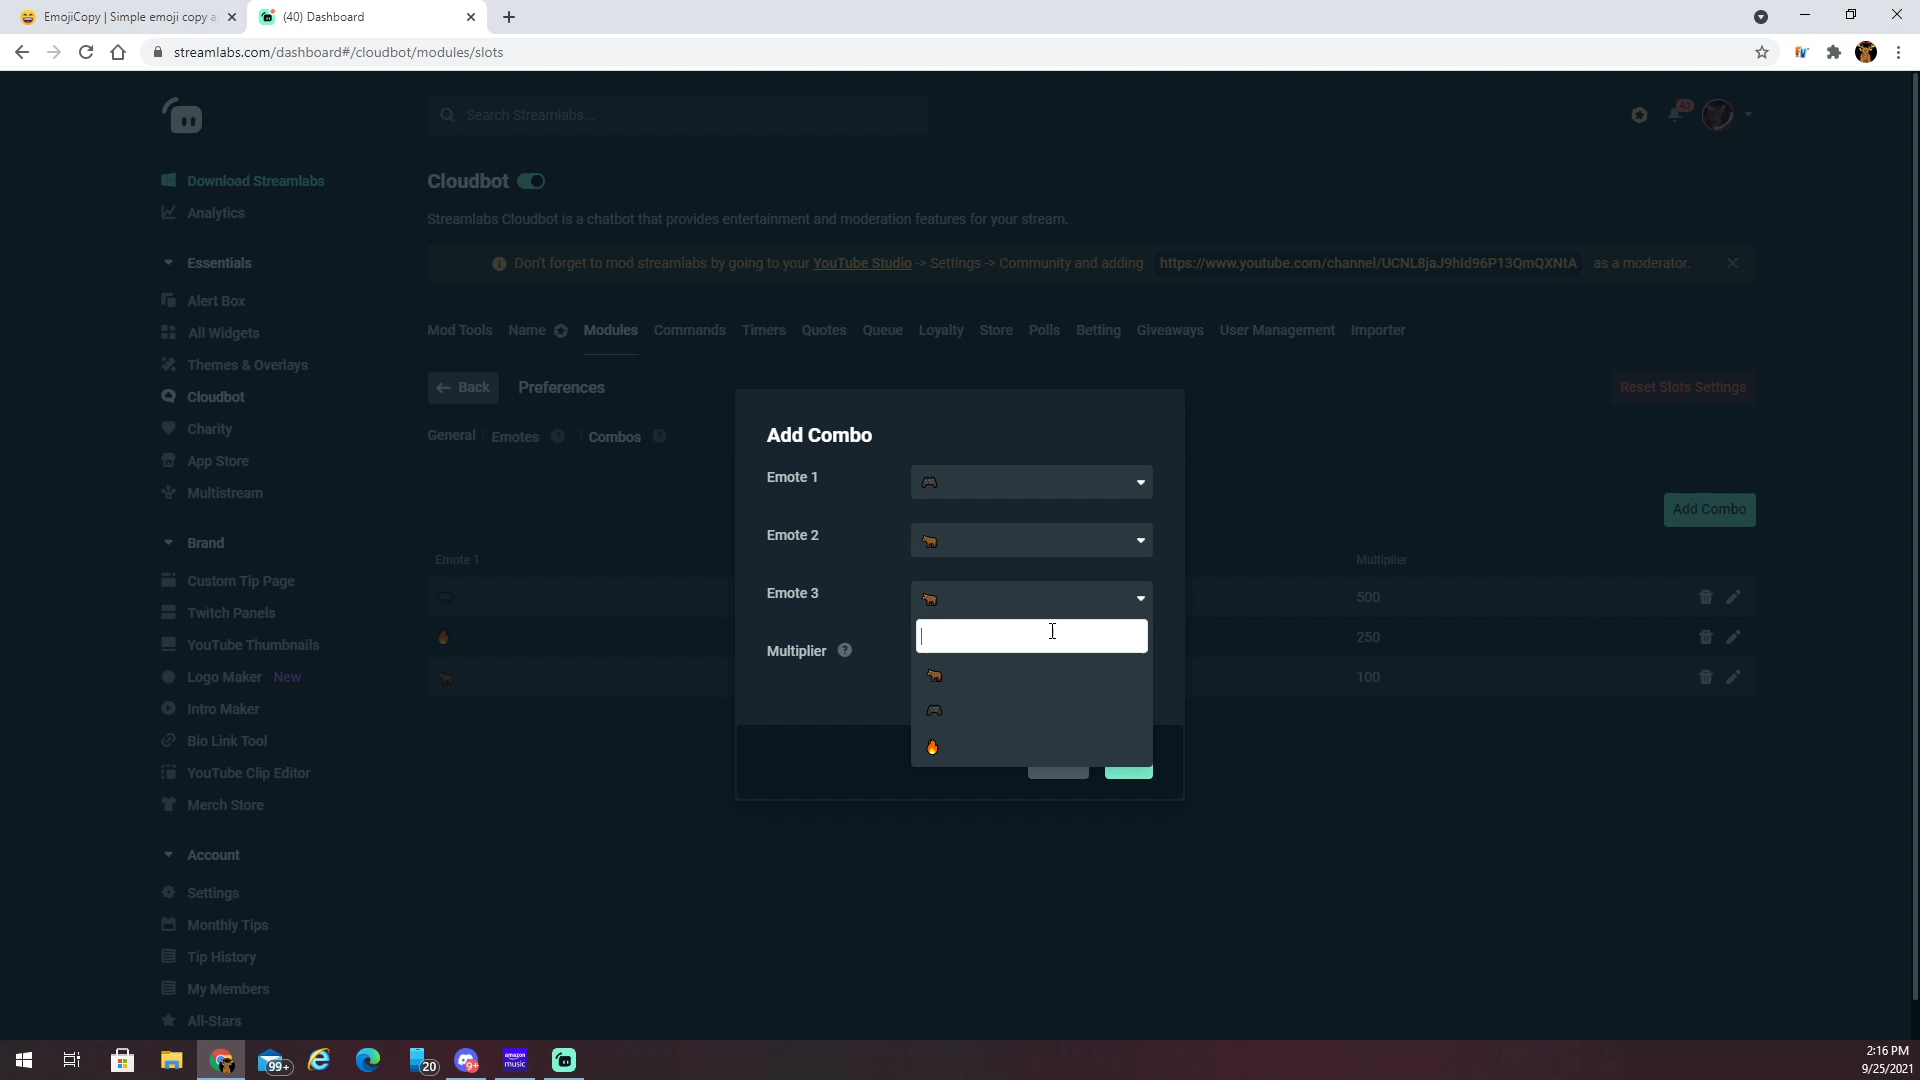 EmojiCopy | Simple emoji copy a
(40) Dashboard
streamlabs.com/dashboard#/cloudbot/modules/slots
Search Streamlabs...
40
Download Streamlabs
Analytics
Essentials
Alert Box
All Widgets
Themes & Overlays
Cloudbot
Charity
App Store
Multistream
Brand
Custom Tip Page
Twitch Panels
YouTube Thumbnails
Logo Maker New
Intro Maker
Bio Link Tool
YouTube Clip Editor
Merch Store
Account
Settings
Monthly Tips
Tip History
My Members
All-Stars
Cloudbot
Streamlabs Cloudbot is a chatbot that provides entertainment and moderation features for your stream.
Don't forget to mod streamlabs by going to your YouTube Studio -> Settings -> Community and adding https://www.youtube.com/channel/UCNL8jaJ9hId96P13QmQXNtA as a moderator.
Mod Tools Name Modules Commands Timers Quotes Queue Loyalty Store Polls Betting Giveaways User Management Importer
Back Preferences Reset Slots Settings
General Emotes ? Combos ?
Add Combo
Emote 1 Multiplier
500
250
100
Add Combo
Emote 1
Emote 2
Emote 3
Multiplier ?
99+
20
9+
amazon
music
2:16 PM
9/25/2021